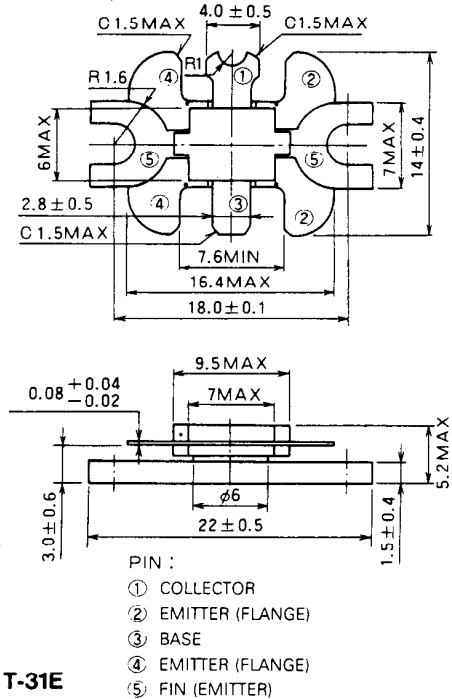 4.0±0.5
C1.5MAX
C1.5MAX
R1
R1.6
④
①
②
6MAX
⑤
⑤
7MAX
14±0.4
2.8±0.5
④
③
②
C1.5MAX
7.6MIN
16.4MAX
18.0±0.1
9.5MAX
0.08 +0.04 −0.02
7MAX
5.2MAX
3.0±0.6
φ6
1.5±0.4
22±0.5
PIN :
① COLLECTOR
② EMITTER (FLANGE)
③ BASE
④ EMITTER (FLANGE)
⑤ FIN (EMITTER)
T-31E